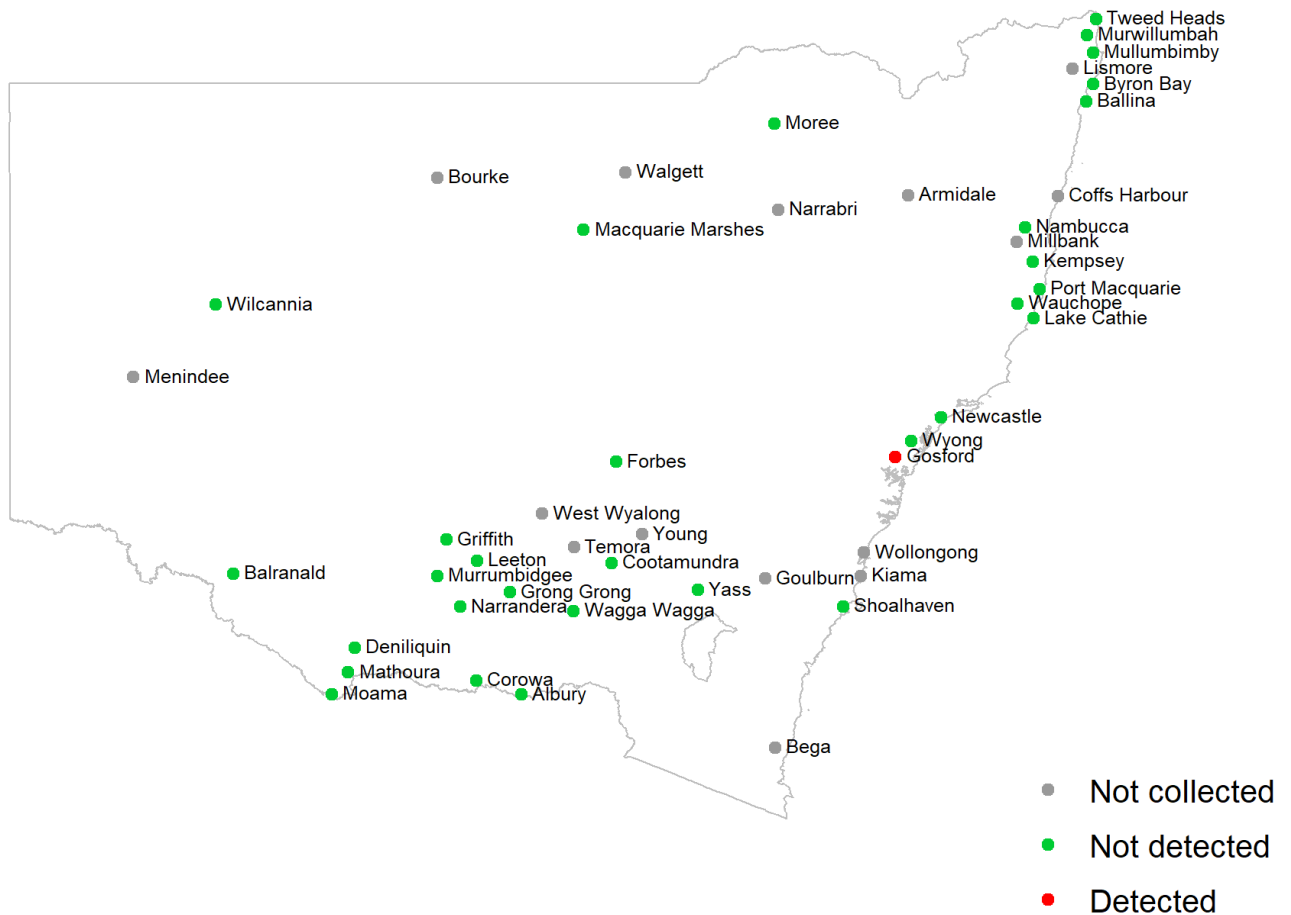 Tweed Heads
Murwillumbah
Mullumbimby
Lismore
Byron Bay
Ballina
Moree
Walgett
Bourke
Armidale
Coffs Harbour
Narrabri
Nambucca
Macquarie Marshes
Millbank
Kempsey
Port Macquarie
Wauchope
Wilcannia
Lake Cathie
Menindee
Newcastle
Wyong
Gosford
Forbes
West Wyalong
Young
Griffith
Temora
Wollongong
Leeton
Cootamundra
Balranald
Murrumbidgee
Goulburn
Kiama
Yass
Grong Grong
Narrandera
Shoalhaven
Wagga Wagga
Deniliquin
Mathoura
Corowa
Moama
Albury
Bega
Not collected
Not detected
Detected